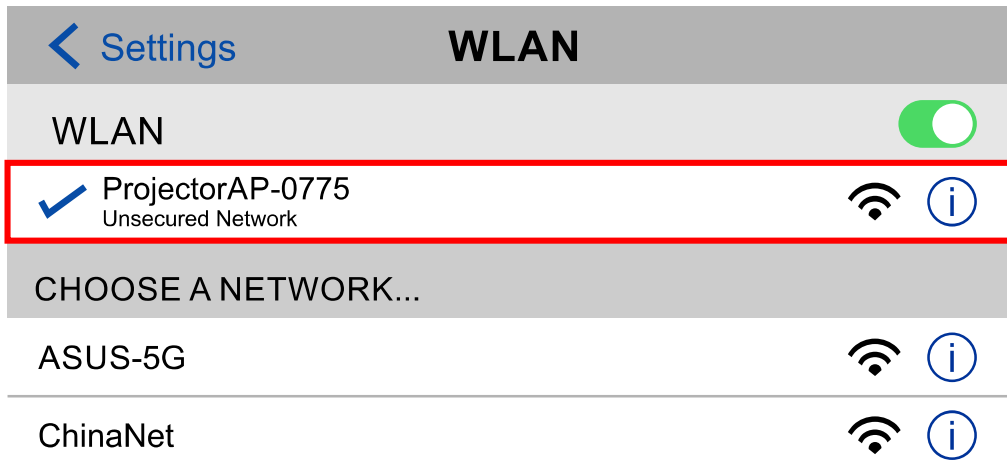 Settings WLAN
WLAN
ProjectorAP-0775
Unsecured Network
CHOOSE A NETWORK...
ASUS-5G
ChinaNet